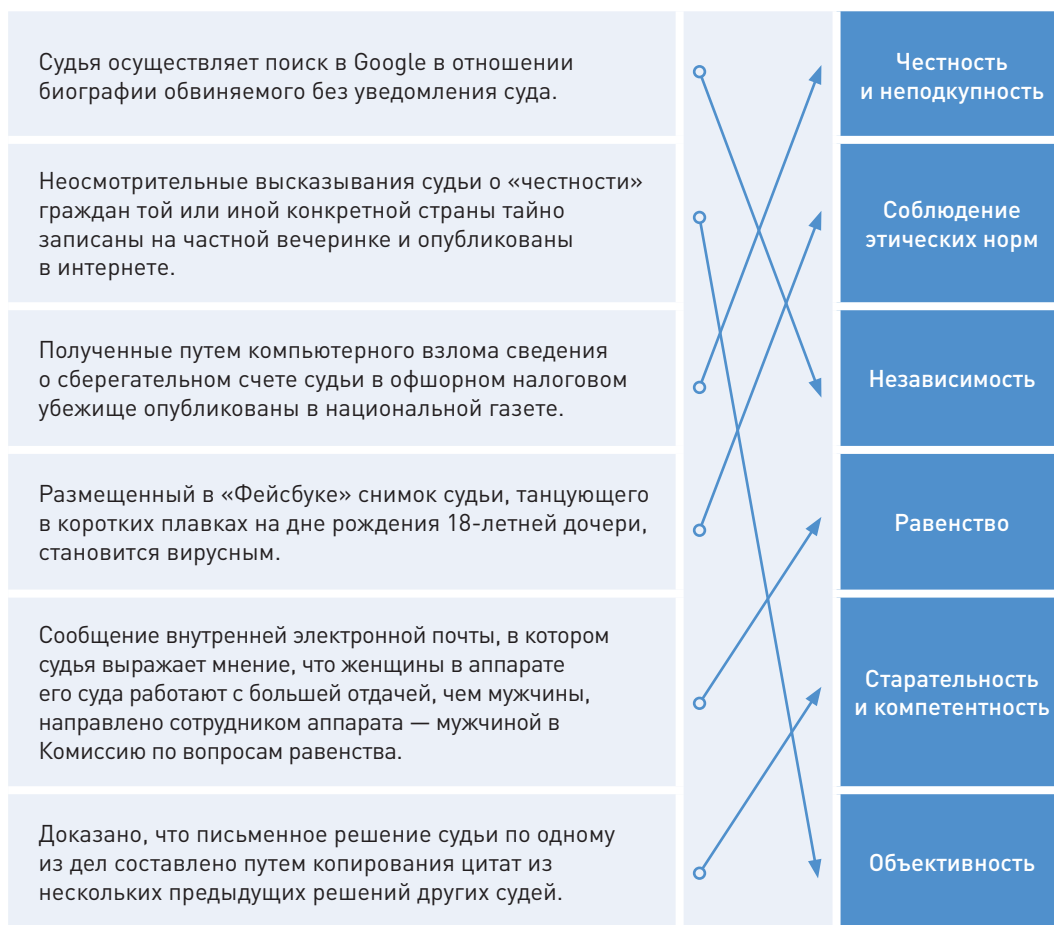 Судья осуществляет поиск в Google в отношении
биографии обвиняемого без уведомления суда.
Честность
и неподкупность
Неосмотрительные высказывания судьи о «честности»
граждан той или иной конкретной страны тайно
записаны на частной вечеринке и опубликованы
в интернете.
Соблюдение
этических норм
Полученные путем компьютерного взлома сведения
о сберегательном счете судьи в офшорном налоговом
убежище опубликованы в национальной газете.
Независимость
Размещенный в «Фейсбуке» снимок судьи, танцующего
в коротких плавках на дне рождения 18-летней дочери,
становится вирусным.
Равенство
Сообщение внутренней электронной почты, в котором
судья выражает мнение, что женщины в аппарате
его суда работают с большей отдачей, чем мужчины,
направлено сотрудником аппарата — мужчиной в
Комиссию по вопросам равенства.
Старательность
и компетентность
Доказано, что письменное решение судьи по одному
из дел составлено путем копирования цитат из
нескольких предыдущих решений других судей.
Объективность